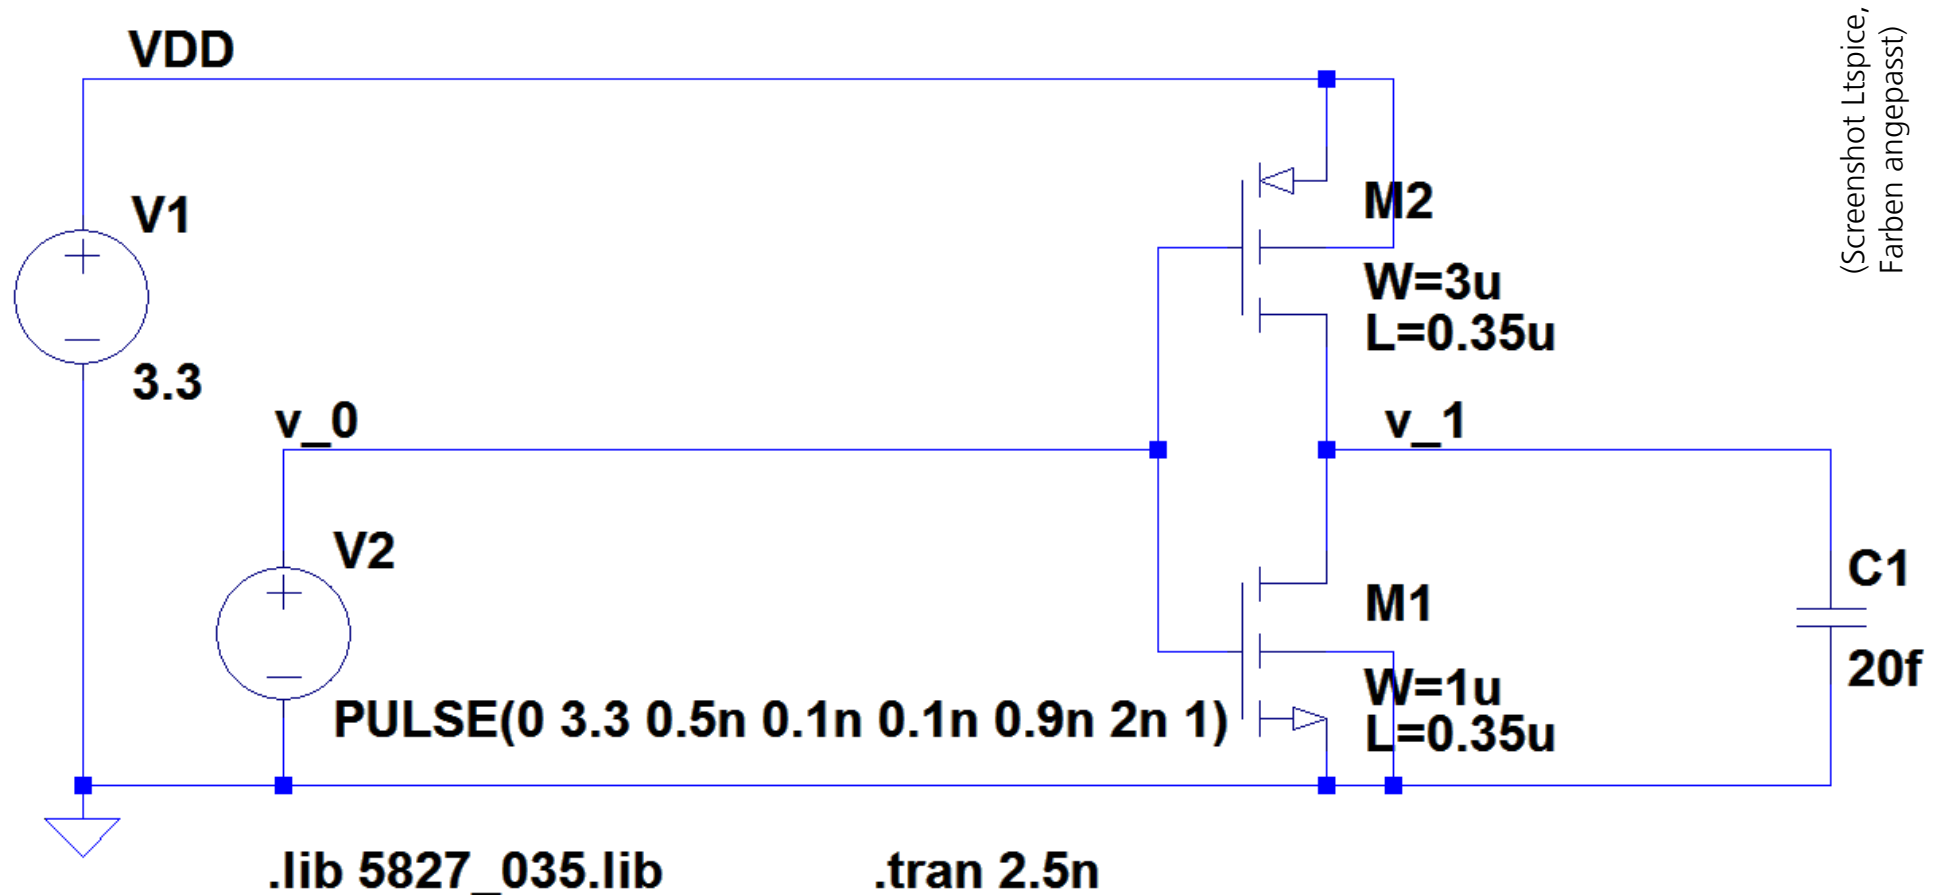 VDD
(Screenshot Ltspice,
Farben angepasst)
V1
M2
W=3u
L=0.35u
3.3
v_0
v_1
V2
C1
M1
20f
W=1u
L=0.35u
PULSE(0 3.3 0.5n 0.1n 0.1n 0.9n 2n 1)
.lib 5827_035.lib
.tran 2.5n